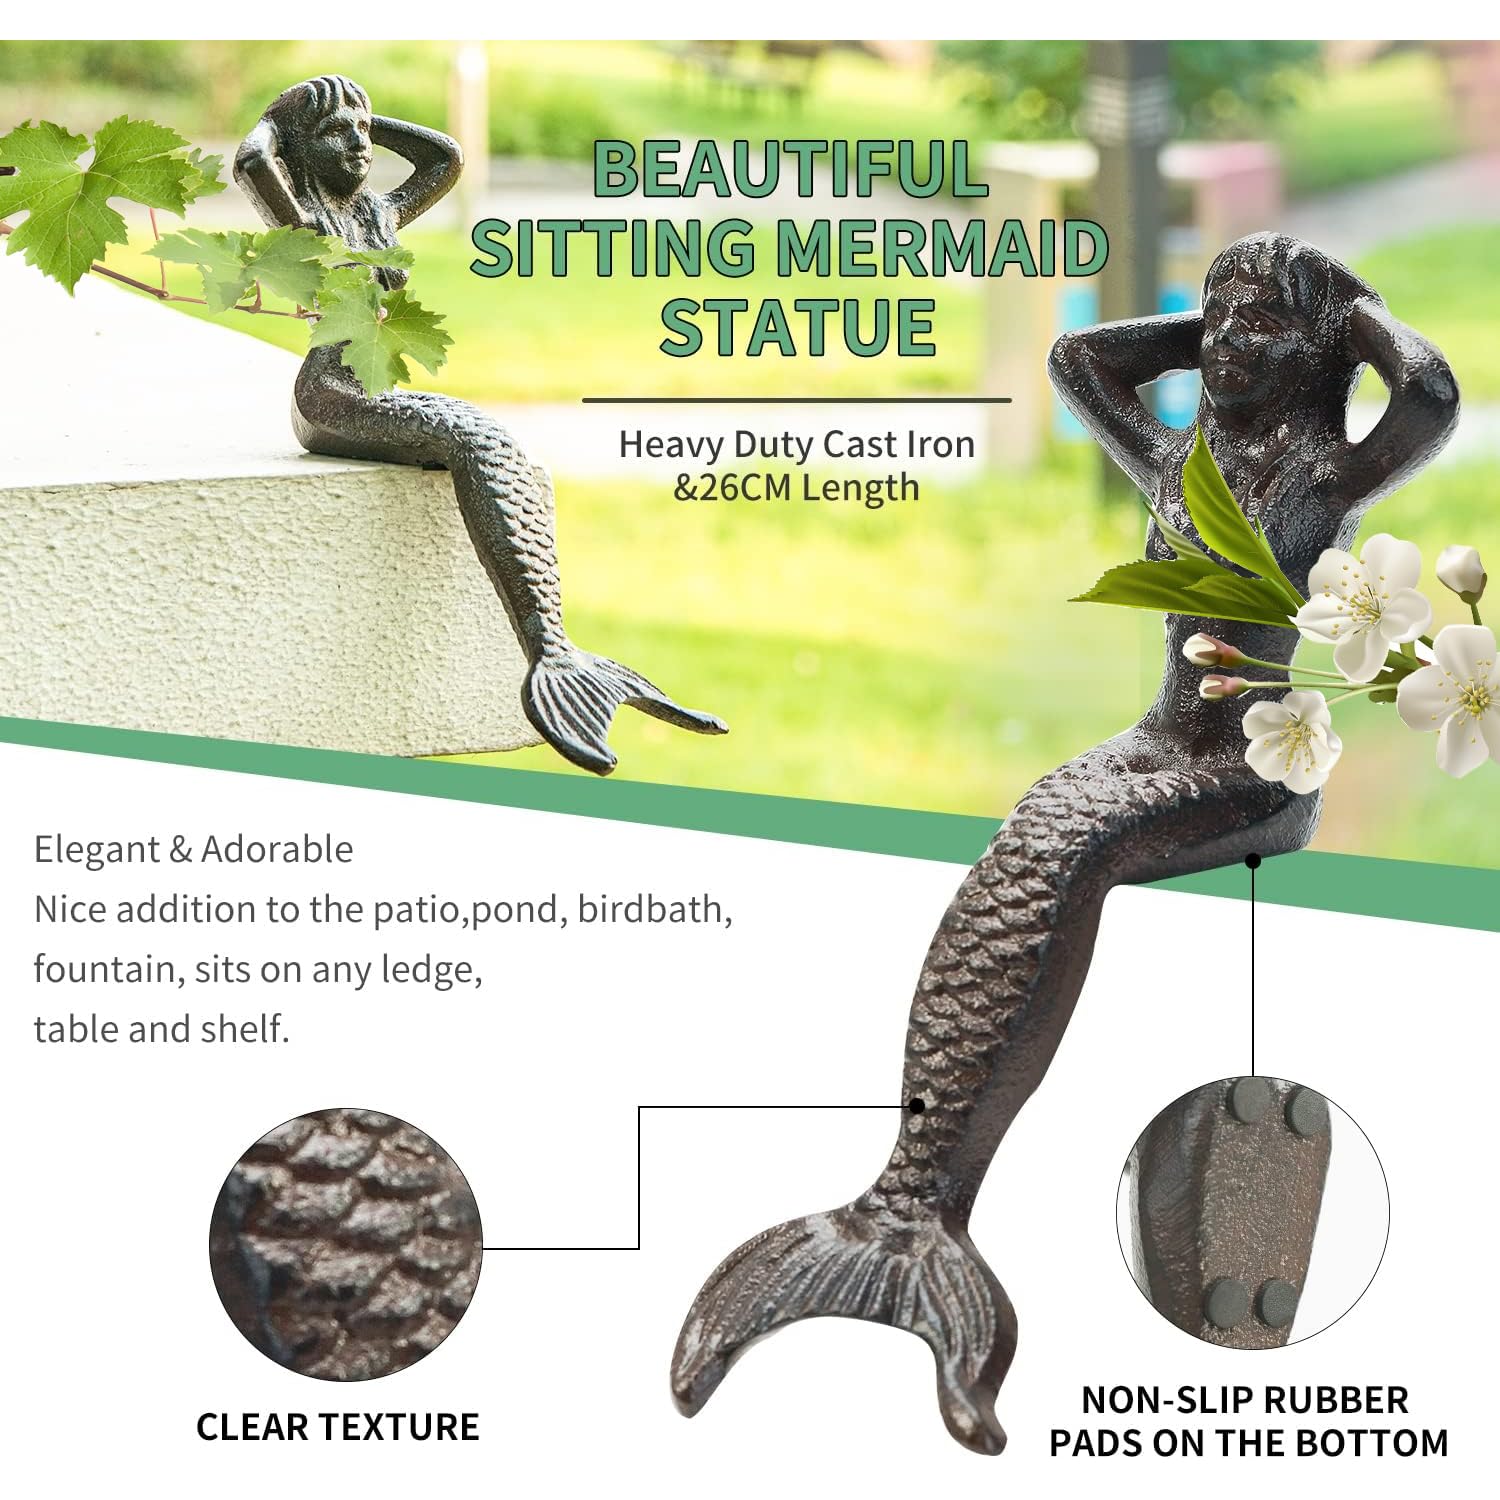 BEAUTIFUL
SITTING MERMAID
STATUE
Heavy Duty Cast Iron
&26CM Length
Elegant & Adorable
Nice addition to the patio,pond, birdbath,
fountain, sits on any ledge,
table and shelf.
CLEAR TEXTURE
NON-SLIP RUBBER
PADS ON THE BOTTOM